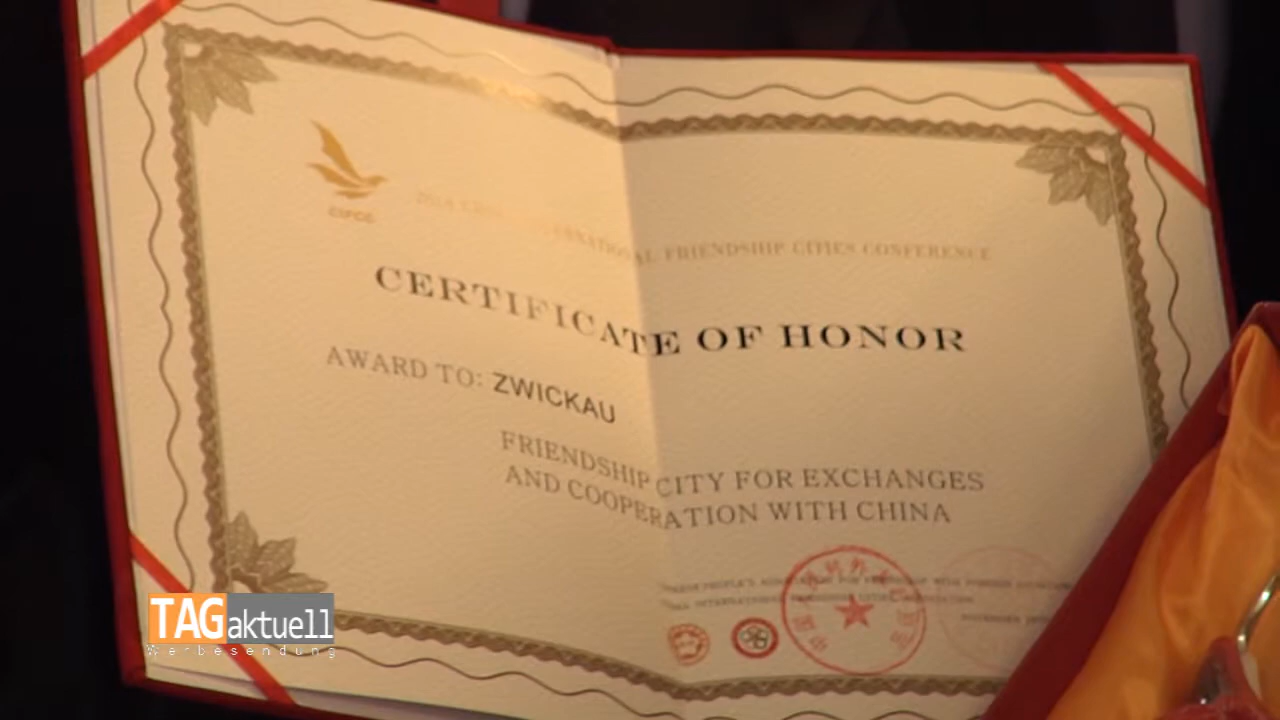 CIFCC
INTERNATIONAL FRIENDSHIP CITIES CONFERENCE
CERTIFICATE OF HONOR
AWARD TO: ZWICKAU
FRIENDSHIP CITY FOR EXCHANGES
AND COOPERATION WITH CHINA
TAGaktuell
Werbesendung